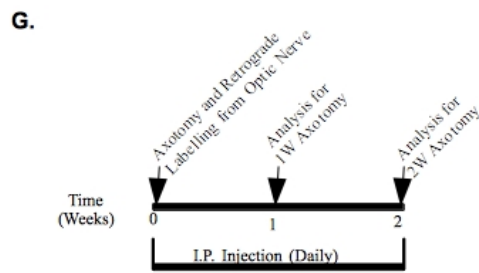 G.
Axotomy and Retrograde
Labelling from Optic Nerve
Analysis for
1W Axotomy
Analysis for
2W Axotomy
Time
(Weeks)
0
1
2
I.P. Injection (Daily)